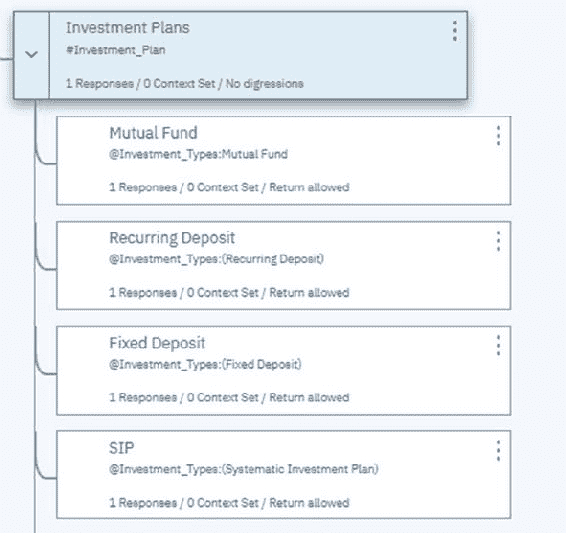 Investment Plans
#Investment_Plan
1 Responses / 0 Context Set / No digressions
Mutual Fund
@Investment_Types:Mutual Fund
1 Responses / 0 Context Set / Return allowed
Recurring Deposit
@Investment_Types:(Recurring Deposit)
1 Responses / 0 Context Set / Return allowed
Fixed Deposit
@Investment_Types:(Fixed Deposit)
1 Responses / 0 Context Set / Return allowed
SIP
@Investment_Types:(Systematic Investment Plan)
1 Responses / 0 Context Set / Return allowed